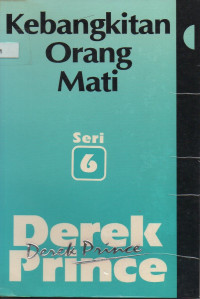 Kebangkitan
Orang
Mati
Seri
6
Derek
Derek Prince
Prince